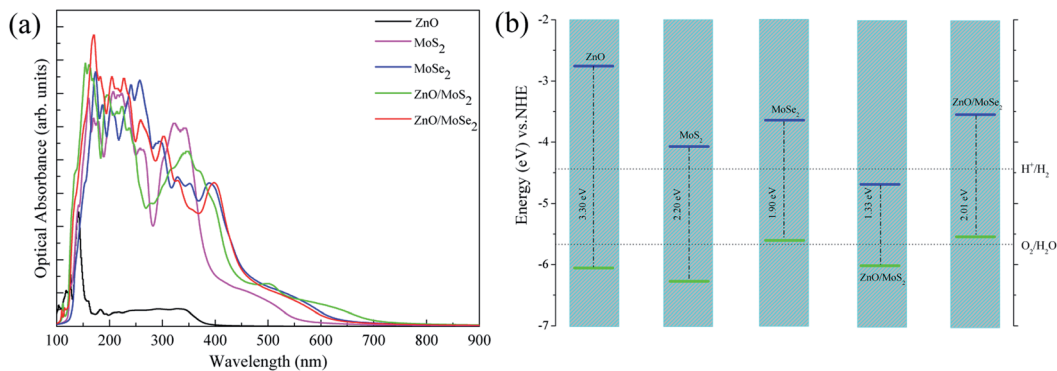 (a)
Optical Absorbance (arb. units)
ZnO
MoS2
MoSe2
ZnO/MoS2
ZnO/MoSe2
100 200 300 400 500 600 700 800 900
Wavelength (nm)
(b)
Energy (eV) vs.NHE
-2
-3
-4
-5
-6
-7
ZnO
3.30 eV
MoS2
2.20 eV
MoSe2
1.90 eV
1.33 eV
ZnO/MoS2
ZnO/MoSe2
2.01 eV
H+/H2
O2/H2O